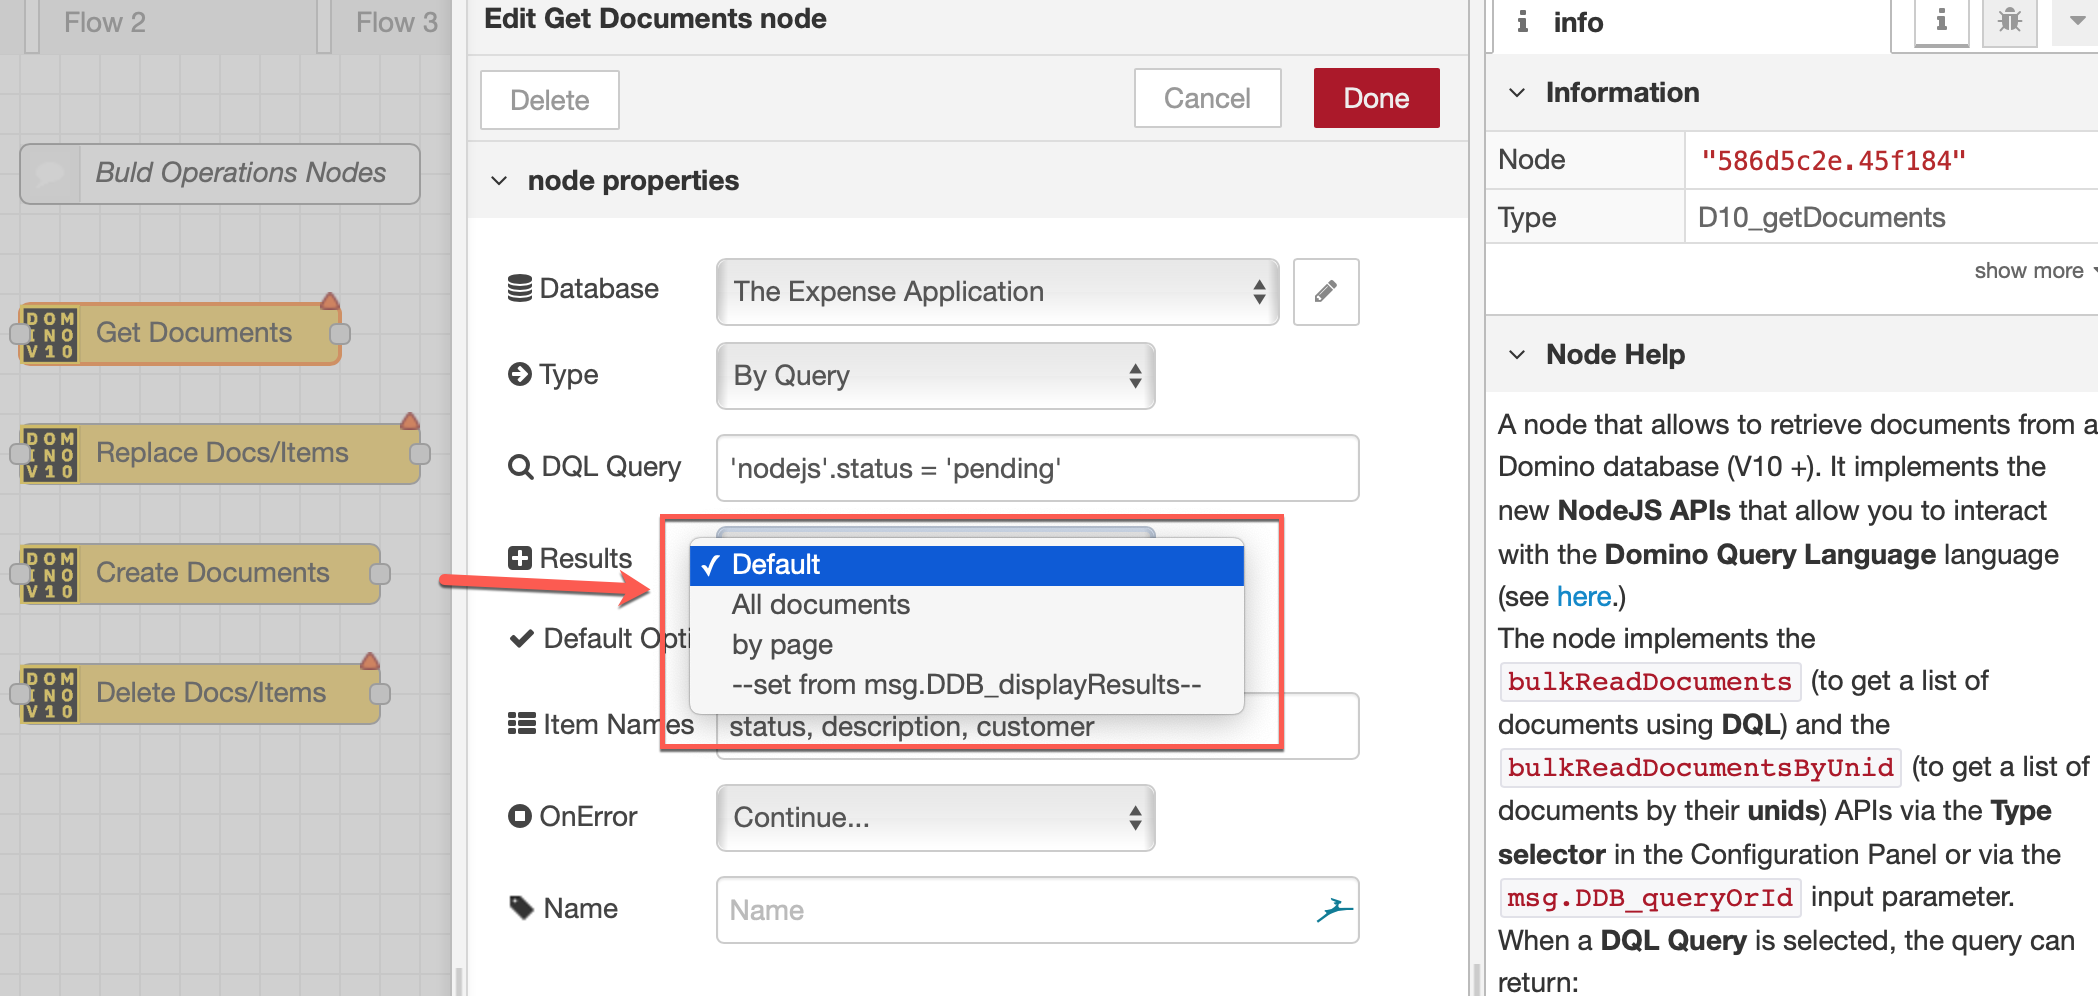 Flow 2
Flow 3
Buld Operations Nodes
DOM
INO
V10
Get Documents
DOM
INO
V10
Replace Docs/Items
DOM
INO
V10
Create Documents
DOM
INO
V10
Delete Docs/Items
Edit Get Documents node
Delete
Cancel
Done
node properties
Database
The Expense Application
Type
By Query
DQL Query
'nodejs'.status = 'pending'
Results
✓ Default
All documents
by page
--set from msg.DDB_displayResults--
Default Opti
Item Names
status, description, customer
OnError
Continue...
Name
Name
i info
i
Information
Node
"586d5c2e.45f184"
Type
D10_getDocuments
show more
Node Help
A node that allows to retrieve documents from a
Domino database (V10 +). It implements the
new NodeJS APIs that allow you to interact
with the Domino Query Language language
(see here.)
The node implements the
bulkReadDocuments (to get a list of
documents using DQL) and the
bulkReadDocumentsByUnid (to get a list of
documents by their unids) APIs via the Type
selector in the Configuration Panel or via the
msg.DDB_queryOrId input parameter.
When a DQL Query is selected, the query can
return: